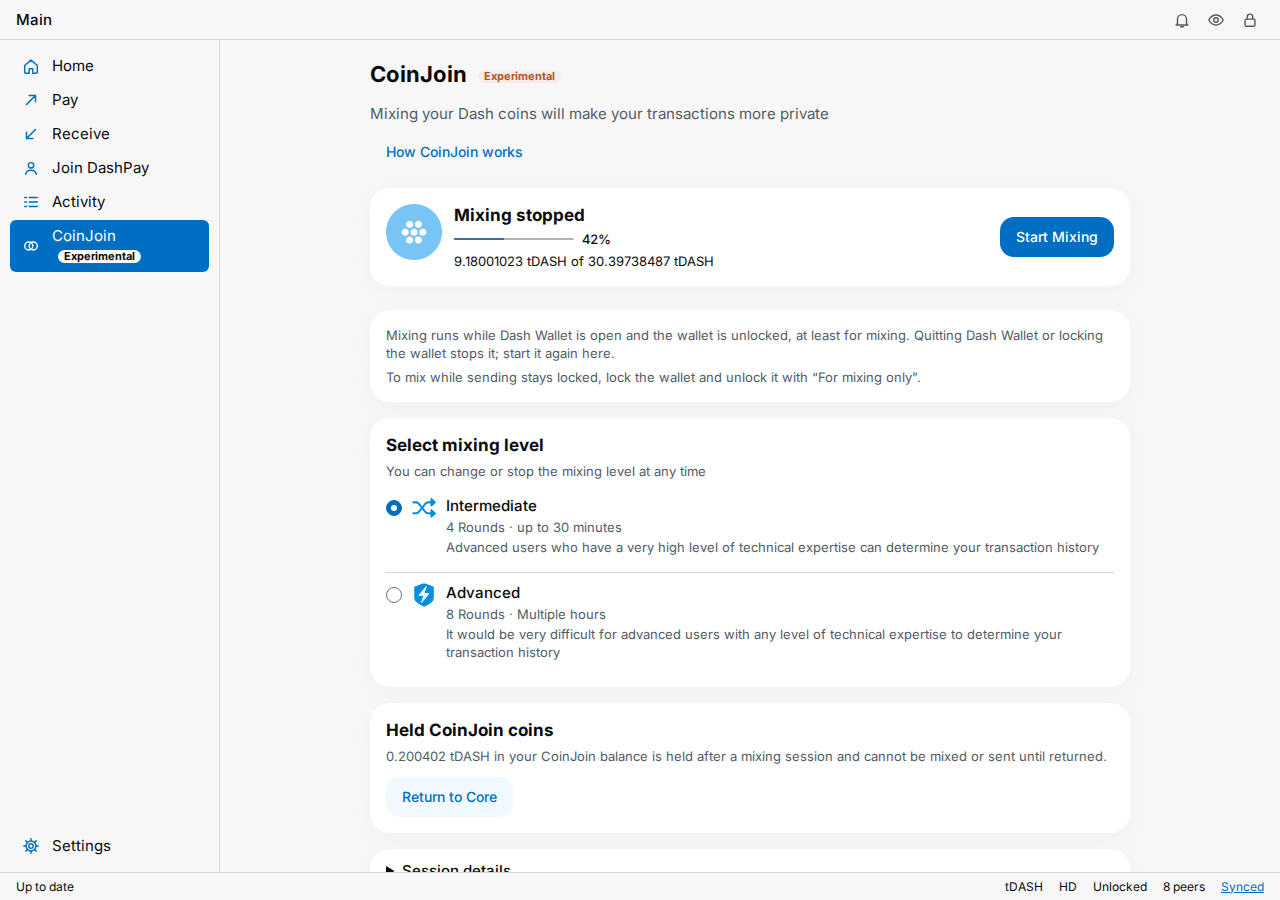 Main
Home
Pay
Receive
Join DashPay
Activity
CoinJoin
Experimental
Settings
CoinJoin Experimental
Mixing your Dash coins will make your transactions more private
How CoinJoin works
Mixing stopped
42%
9.18001023 tDASH of 30.39738487 tDASH
Start Mixing
Mixing runs while Dash Wallet is open and the wallet is unlocked, at least for mixing. Quitting Dash Wallet or locking
the wallet stops it; start it again here.
To mix while sending stays locked, lock the wallet and unlock it with “For mixing only”.
Select mixing level
You can change or stop the mixing level at any time
Intermediate
4 Rounds · up to 30 minutes
Advanced users who have a very high level of technical expertise can determine your transaction history
Advanced
8 Rounds · Multiple hours
It would be very difficult for advanced users with any level of technical expertise to determine your
transaction history
Held CoinJoin coins
0.200402 tDASH in your CoinJoin balance is held after a mixing session and cannot be mixed or sent until returned.
Return to Core
Session details
Up to date
tDASH HD Unlocked 8 peers Synced